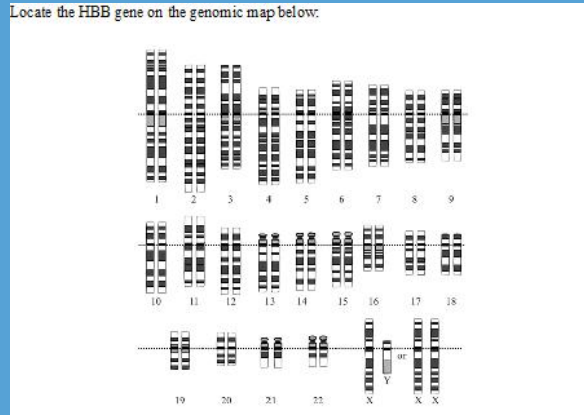 Locate the HBB gene on the genomic map below:
1 2 3 4 5 6 7 8 9
10 11 12 13 14 15 16 17 18
or
Y
19 20 21 22 X X X